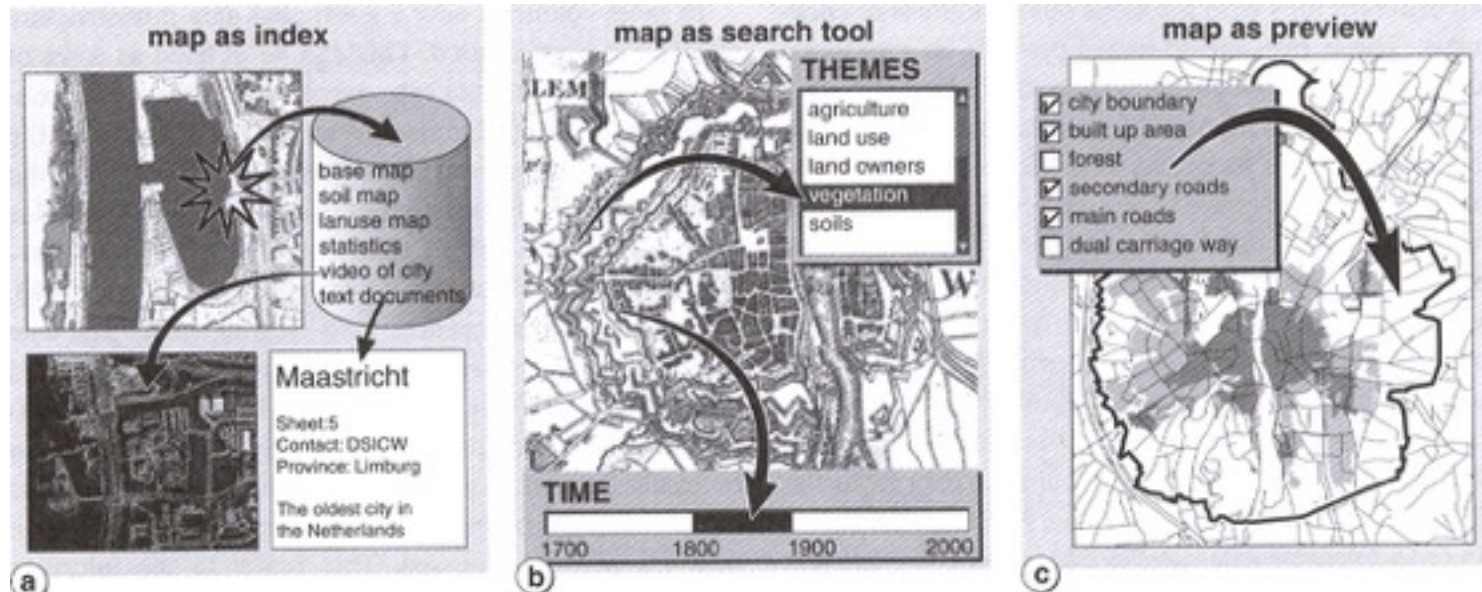 map as index
base map
soil map
lanuse map
statistics
video of city
text documents
Maastricht
Sheet:5
Contact: DSICW
Province: Limburg
The oldest city in
the Netherlands
a
map as search tool
LEM
THEMES
agriculture
land use
land owners
vegetation
soils
W
TIME
1700 1800 1900 2000
b
map as preview
city boundary
built up area
forest
secondary roads
main roads
dual carriage way
c